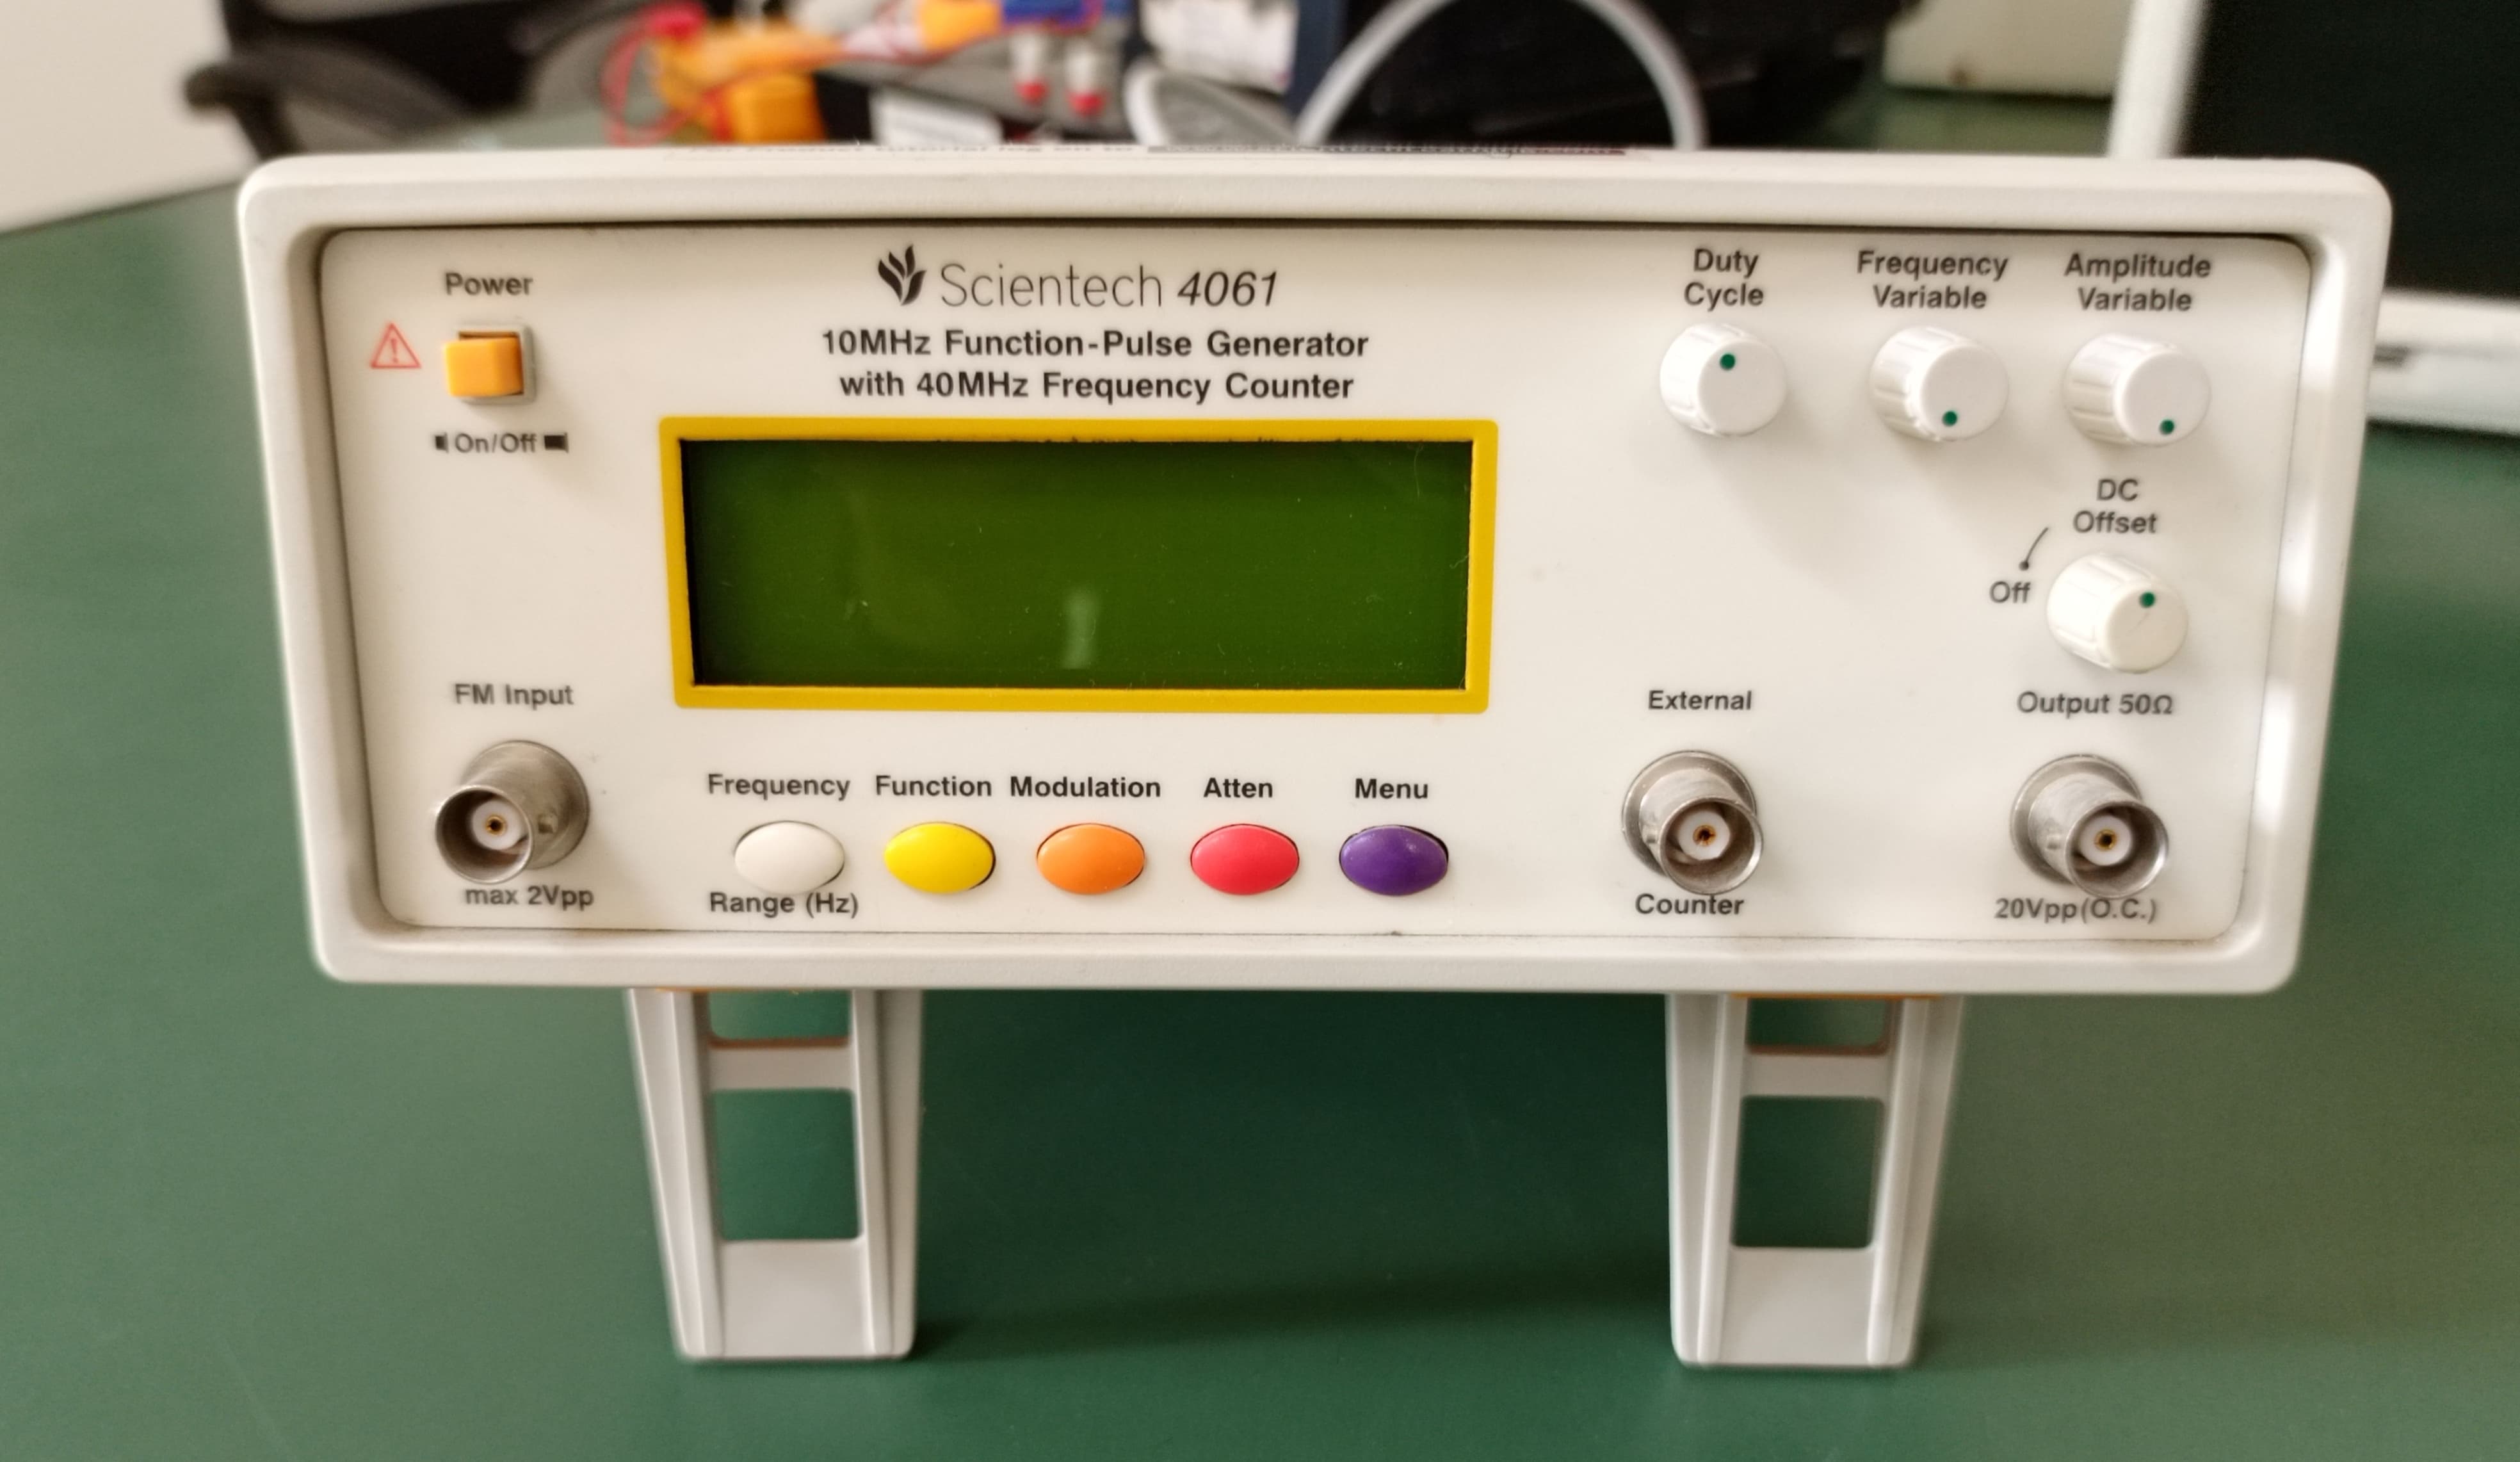 Power
On/Off
Scientech 4061
10MHz Function-Pulse Generator
with 40MHz Frequency Counter
Duty
Cycle
Frequency
Variable
Amplitude
Variable
DC
Offset
Off
FM Input
max 2Vpp
Frequency
Range (Hz)
Function
Modulation
Atten
Menu
External
Counter
Output 50Ω
20Vpp(O.C.)